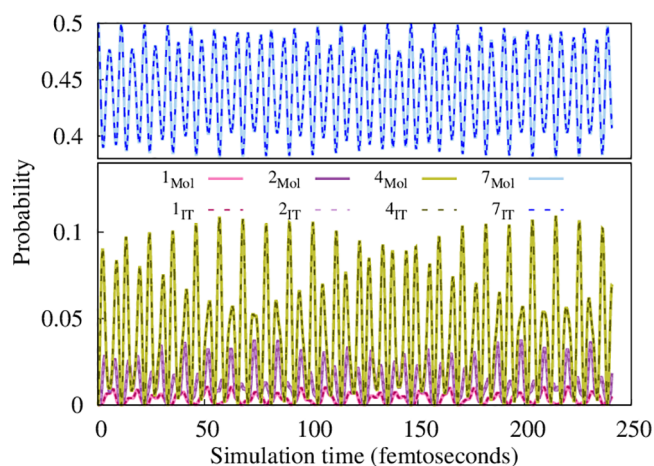 0.5
0.45
0.4
Probability
1Mol 2Mol 4Mol 7Mol
1IT 2IT 4IT 7IT
0.1
0.05
0
0 50 100 150 200 250
Simulation time (femtoseconds)